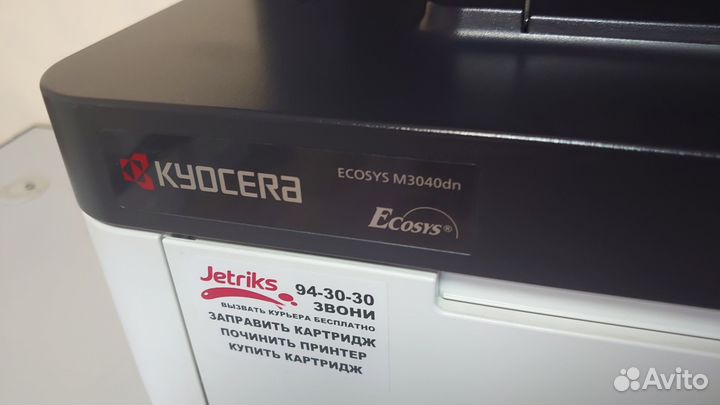 KYOCERA
ECOSYS M3040dn
ECOSYS®
Jetriks
94-30-30
ЗВОНИ
ВЫЗВАТЬ КУРЬЕРА БЕСПЛАТНО
ЗАПРАВИТЬ КАРТРИДЖ
ПОЧИНИТЬ ПРИНТЕР
КУПИТЬ КАРТРИДЖ
Avito